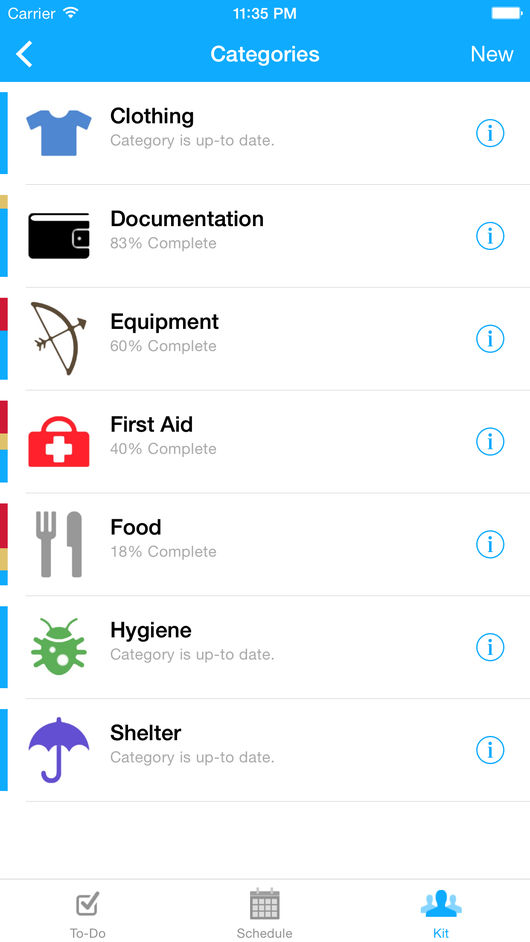 Carrier 11:35 PM
Categories New
Clothing
Category is up-to date.
Documentation
83% Complete
Equipment
60% Complete
First Aid
40% Complete
Food
18% Complete
Hygiene
Category is up-to date.
Shelter
Category is up-to date.
To-Do Schedule Kit